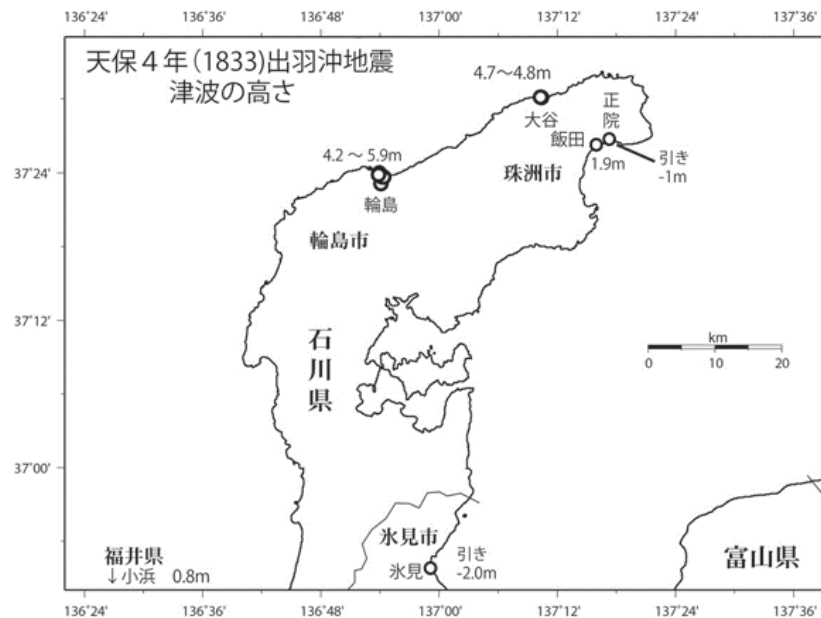 136˚24' 136˚36' 136˚48' 137˚00' 137˚12' 137˚24' 137˚36'
天保4年(1833)出羽沖地震
津波の高さ
4.7～4.8m
大谷
正院
飯田
1.9m
引き
-1m
珠洲市
37˚24'
4.2 ～ 5.9m
輪島
輪島市
37˚12'
石川県
km
0 10 20
37˚00'
氷見市
氷見
引き
-2.0m
福井県
↓小浜 0.8m
富山県
136˚24' 136˚36' 136˚48' 137˚00' 137˚12' 137˚24' 137˚36'